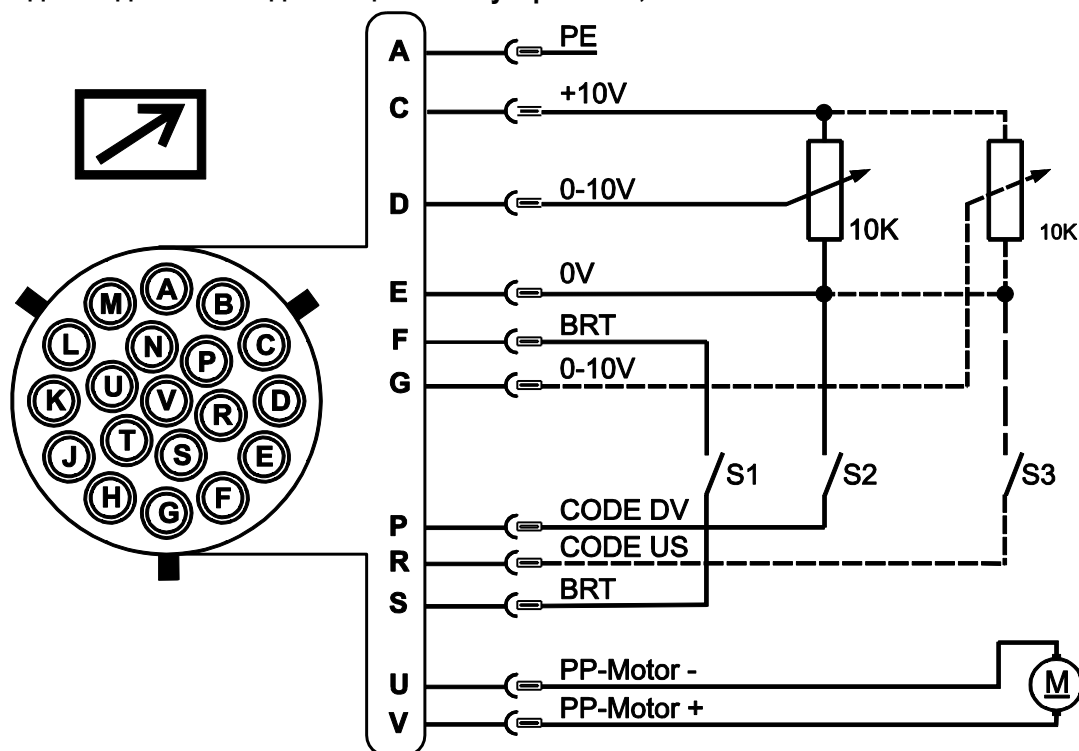 A PE
C +10V
D 0-10V
10K
10K
E 0V
F BRT
G 0-10V
S1
S2
S3
P CODE DV
R CODE US
S BRT
U PP-Motor -
V PP-Motor +
M
A
M
B
L
N
P
C
K
U
V
R
D
J
T
S
E
H
G
F